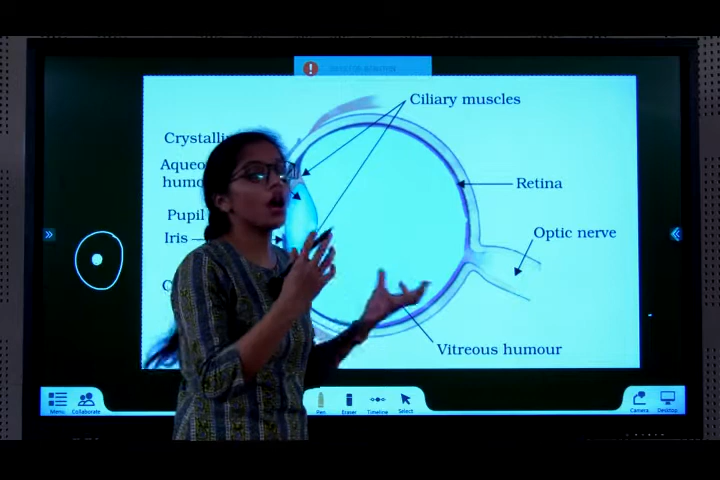 Ciliary muscles
Retina
Pupil
Iris
Optic nerve
Vitreous humour
Menu
Collaborate
Pen
Eraser
Timeline
Select
Camera
Desktop